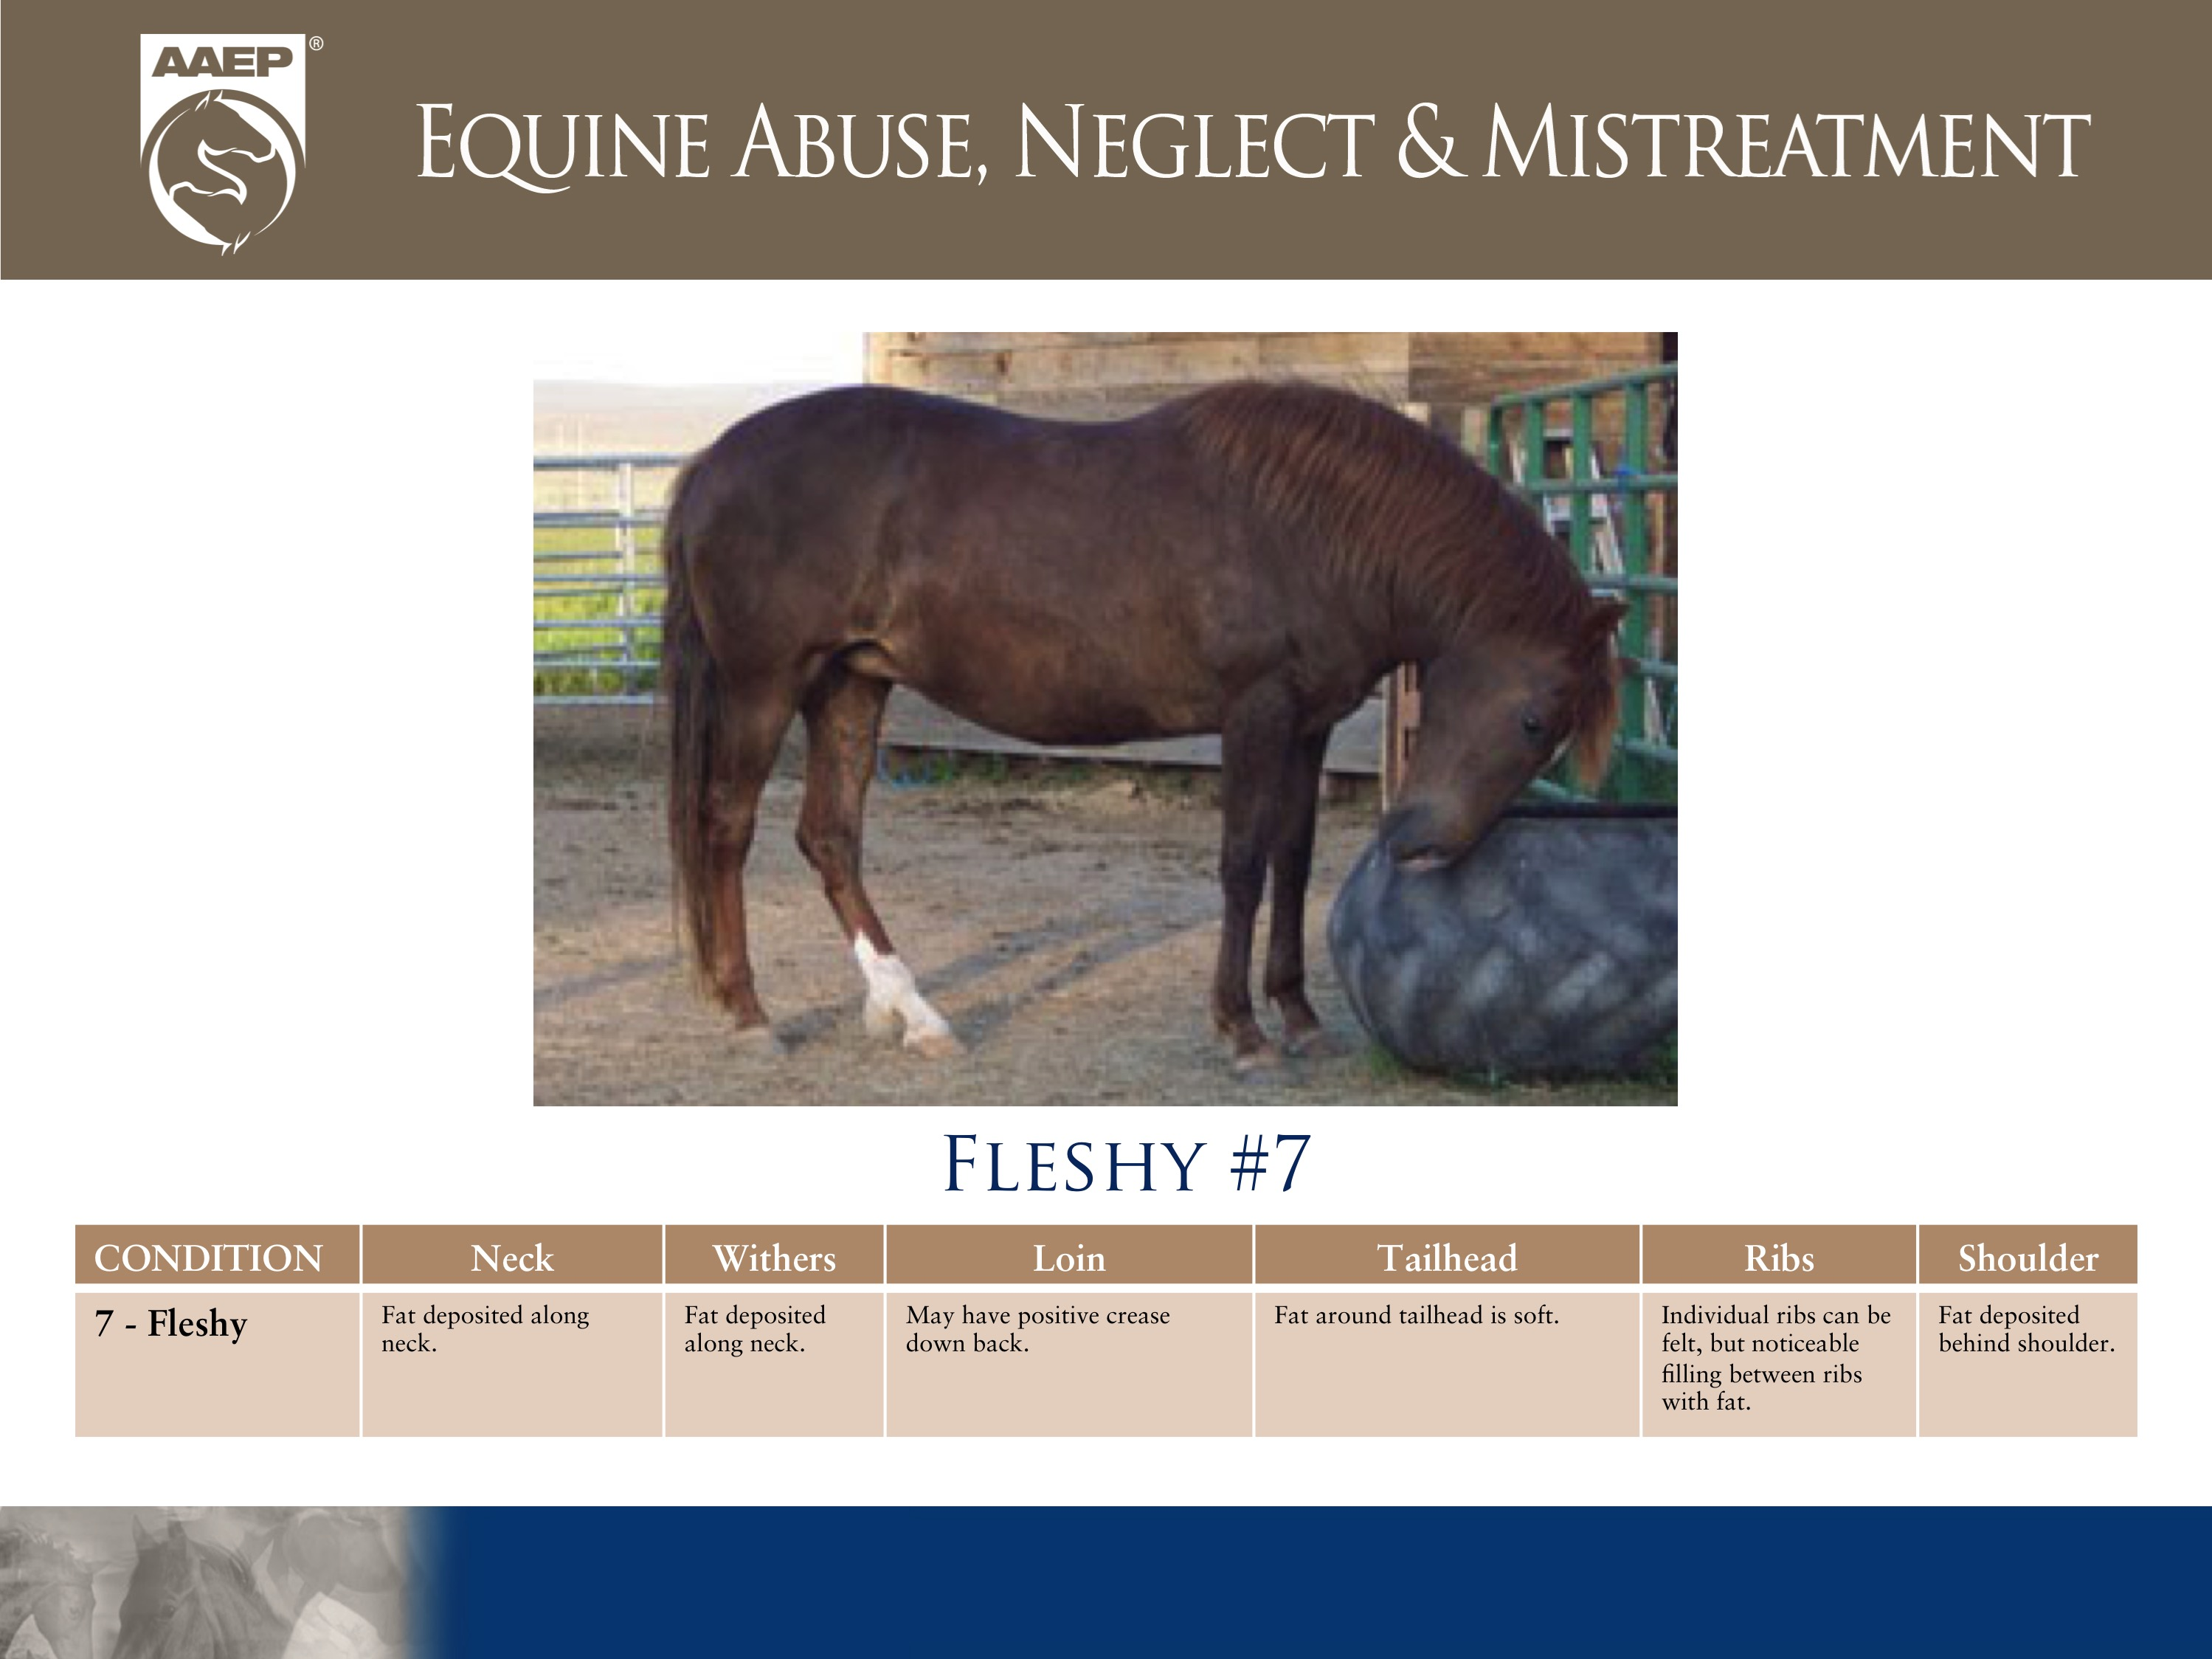 AAEP ®
EQUINE ABUSE, NEGLECT & MISTREATMENT
FLESHY #7
CONDITION Neck Withers Loin Tailhead Ribs Shoulder
7 - Fleshy
Fat deposited along
neck.
Fat deposited
along neck.
May have positive crease
down back.
Fat around tailhead is soft.
Individual ribs can be
felt, but noticeable
filling between ribs
with fat.
Fat deposited
behind shoulder.